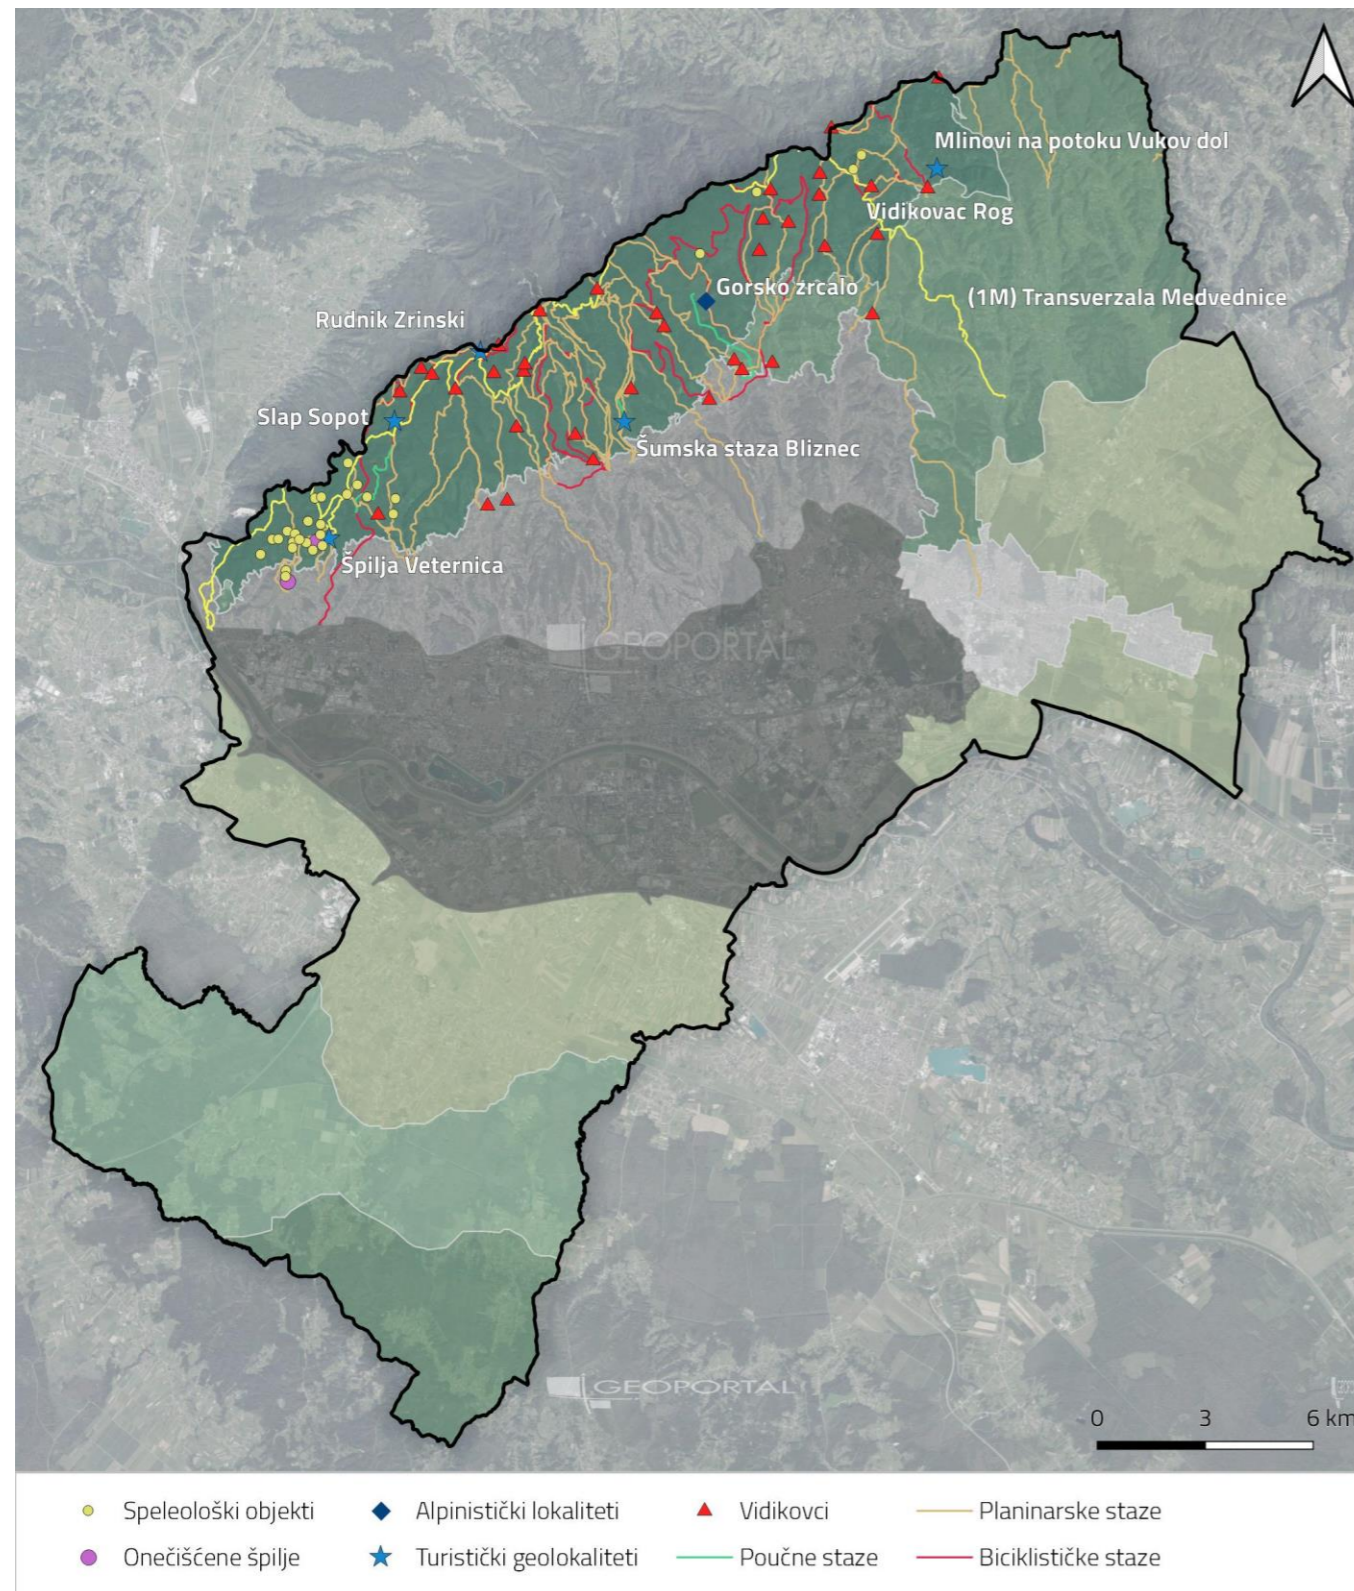 Mlinovi na potoku Vukov dol
Vidikovac Rog
Gorsko zrcalo
(1M) Transverzala Medvednice
Rudnik Zrinski
Slap Sopot
Šumska staza Bliznec
Špilja Veternica
GEOPORTAL
GEOPORTAL
0 3 6 km
Speleološki objekti
Alpinistički lokaliteti
Vidikovci
Planinarske staze
Onečišćene špilje
Turistički geolokaliteti
Poučne staze
Biciklističke staze